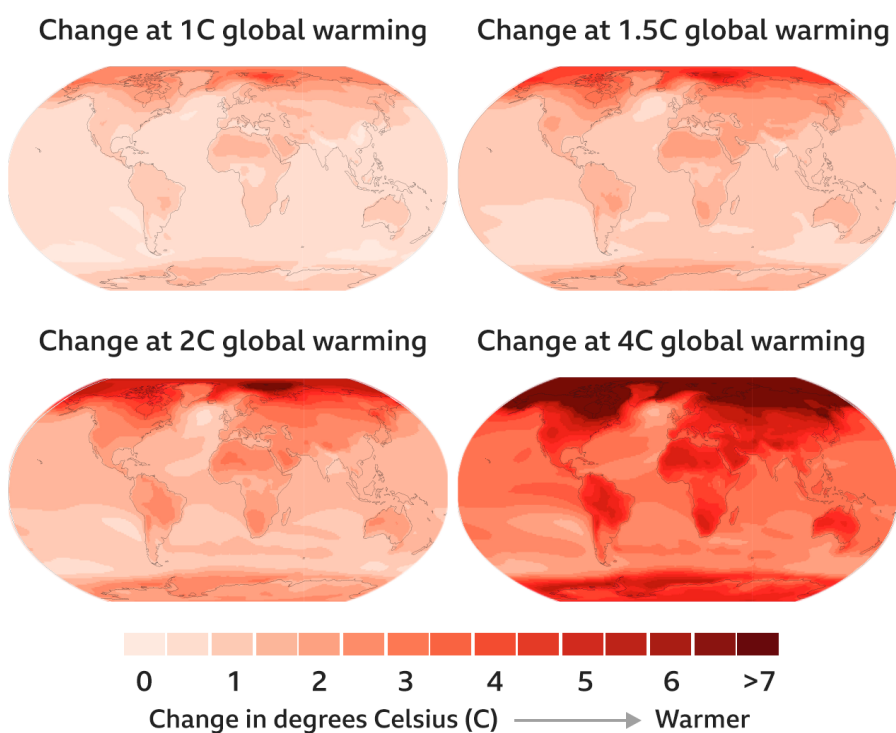 Change at 1C global warming
Change at 1.5C global warming
Change at 2C global warming
Change at 4C global warming
0 1 2 3 4 5 6 >7
Change in degrees Celsius (C) Warmer